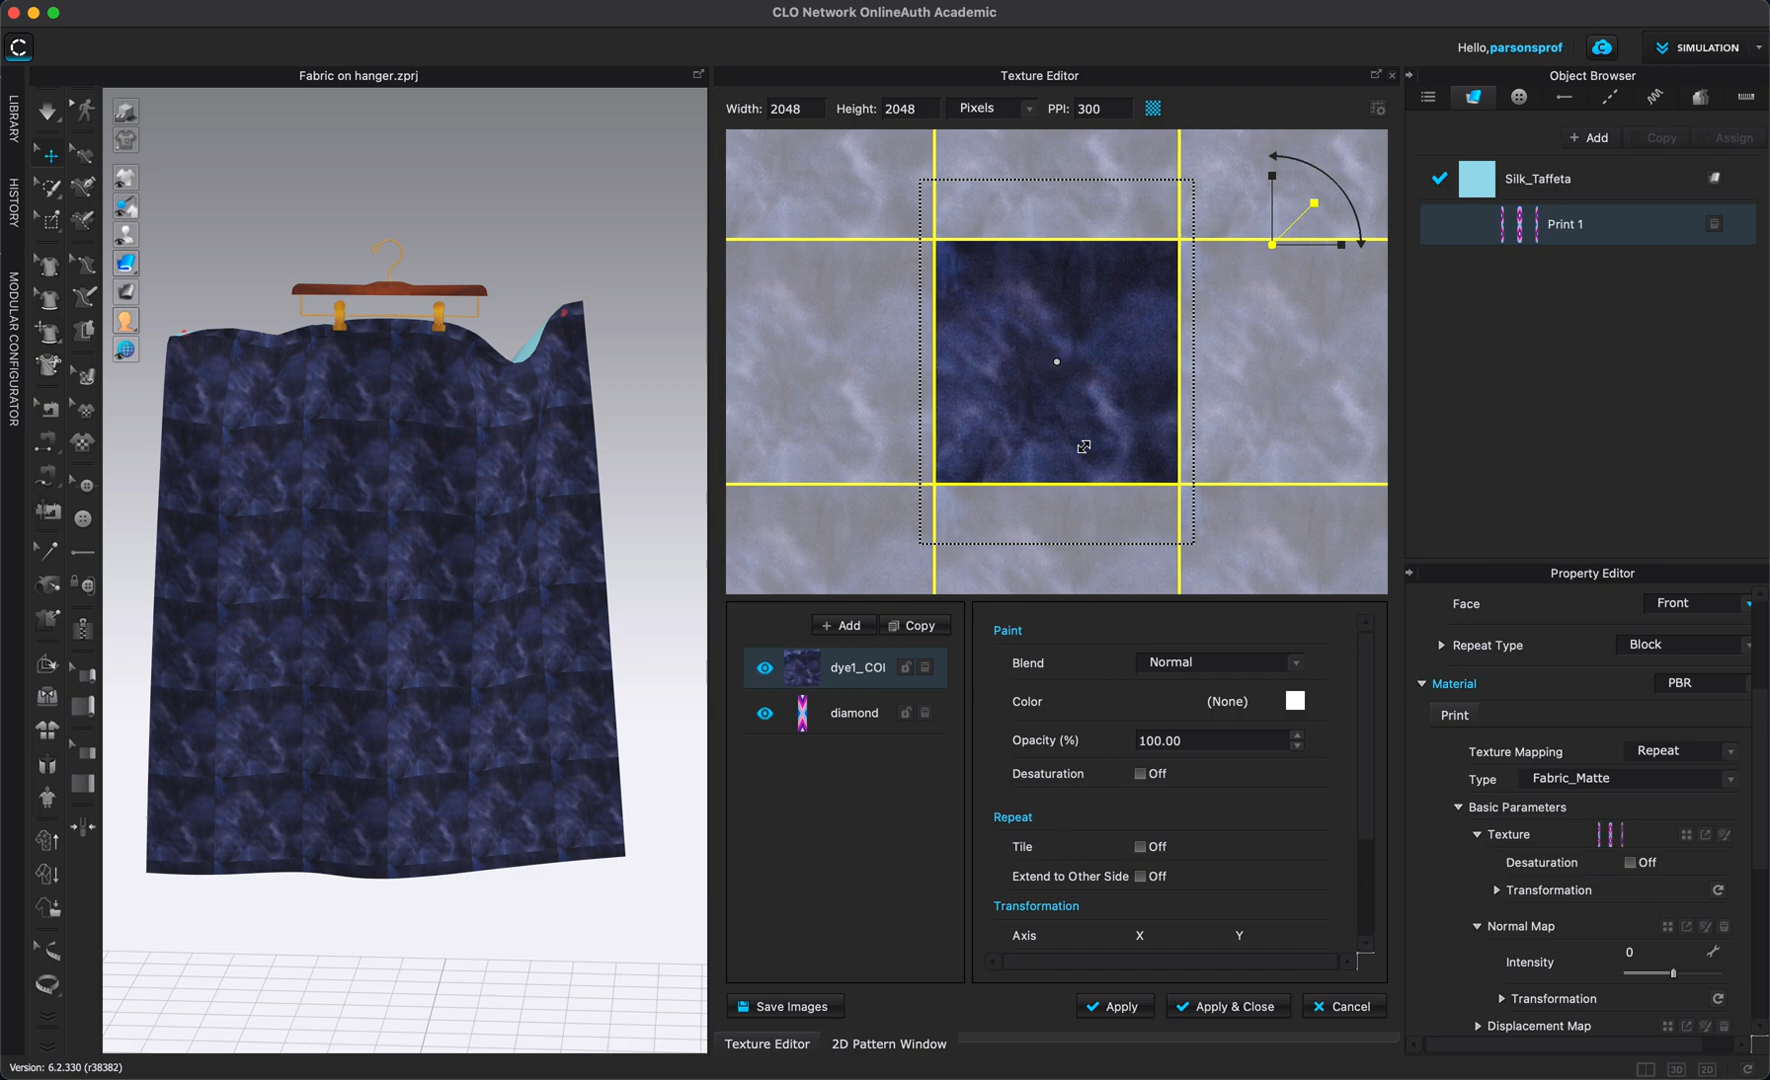 CLO Network OnlineAuth Academic
Hello,parsonsprof
SIMULATION
LIBRARY
HISTORY
MODULAR CONFIGURATOR
Fabric on hanger.zprj
Texture Editor
Width: 2048 Height: 2048 Pixels PPI: 300
+ Add Copy
dye1_COl
diamond
Paint
Blend Normal
Color (None)
Opacity (%) 100.00
Desaturation Off
Repeat
Tile Off
Extend to Other Side Off
Transformation
Axis X Y
Save Images Apply Apply & Close Cancel
Texture Editor 2D Pattern Window
Object Browser
+ Add Copy Assign
Silk_Taffeta
Print 1
Property Editor
Face Front
Repeat Type Block
Material PBR
Print
Texture Mapping Repeat
Type Fabric_Matte
Basic Parameters
Texture
Desaturation Off
Transformation
Normal Map
0
Intensity
Transformation
Displacement Map
Version: 6.2.330 (r38382)
3D 2D